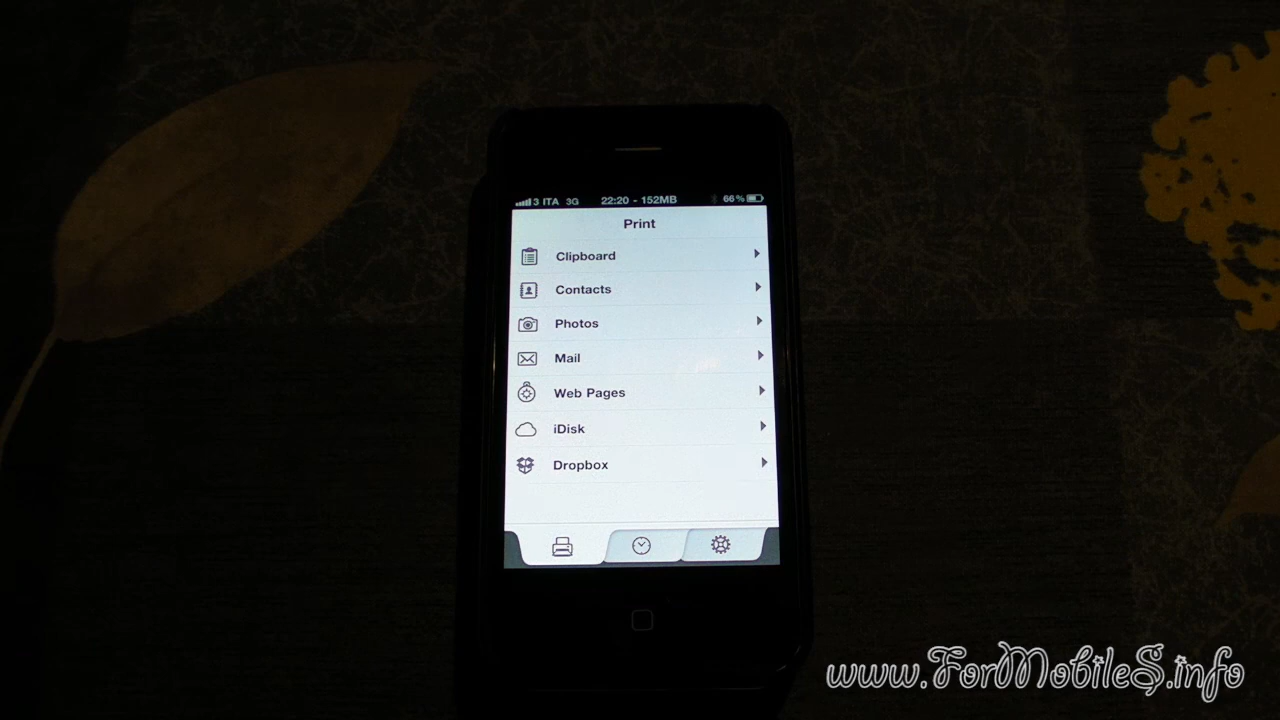 3 ITA 3G 22:20 - 152MB 66%
Print
Clipboard
Contacts
Photos
Mail
Web Pages
iDisk
Dropbox
www.ForMobileS.info